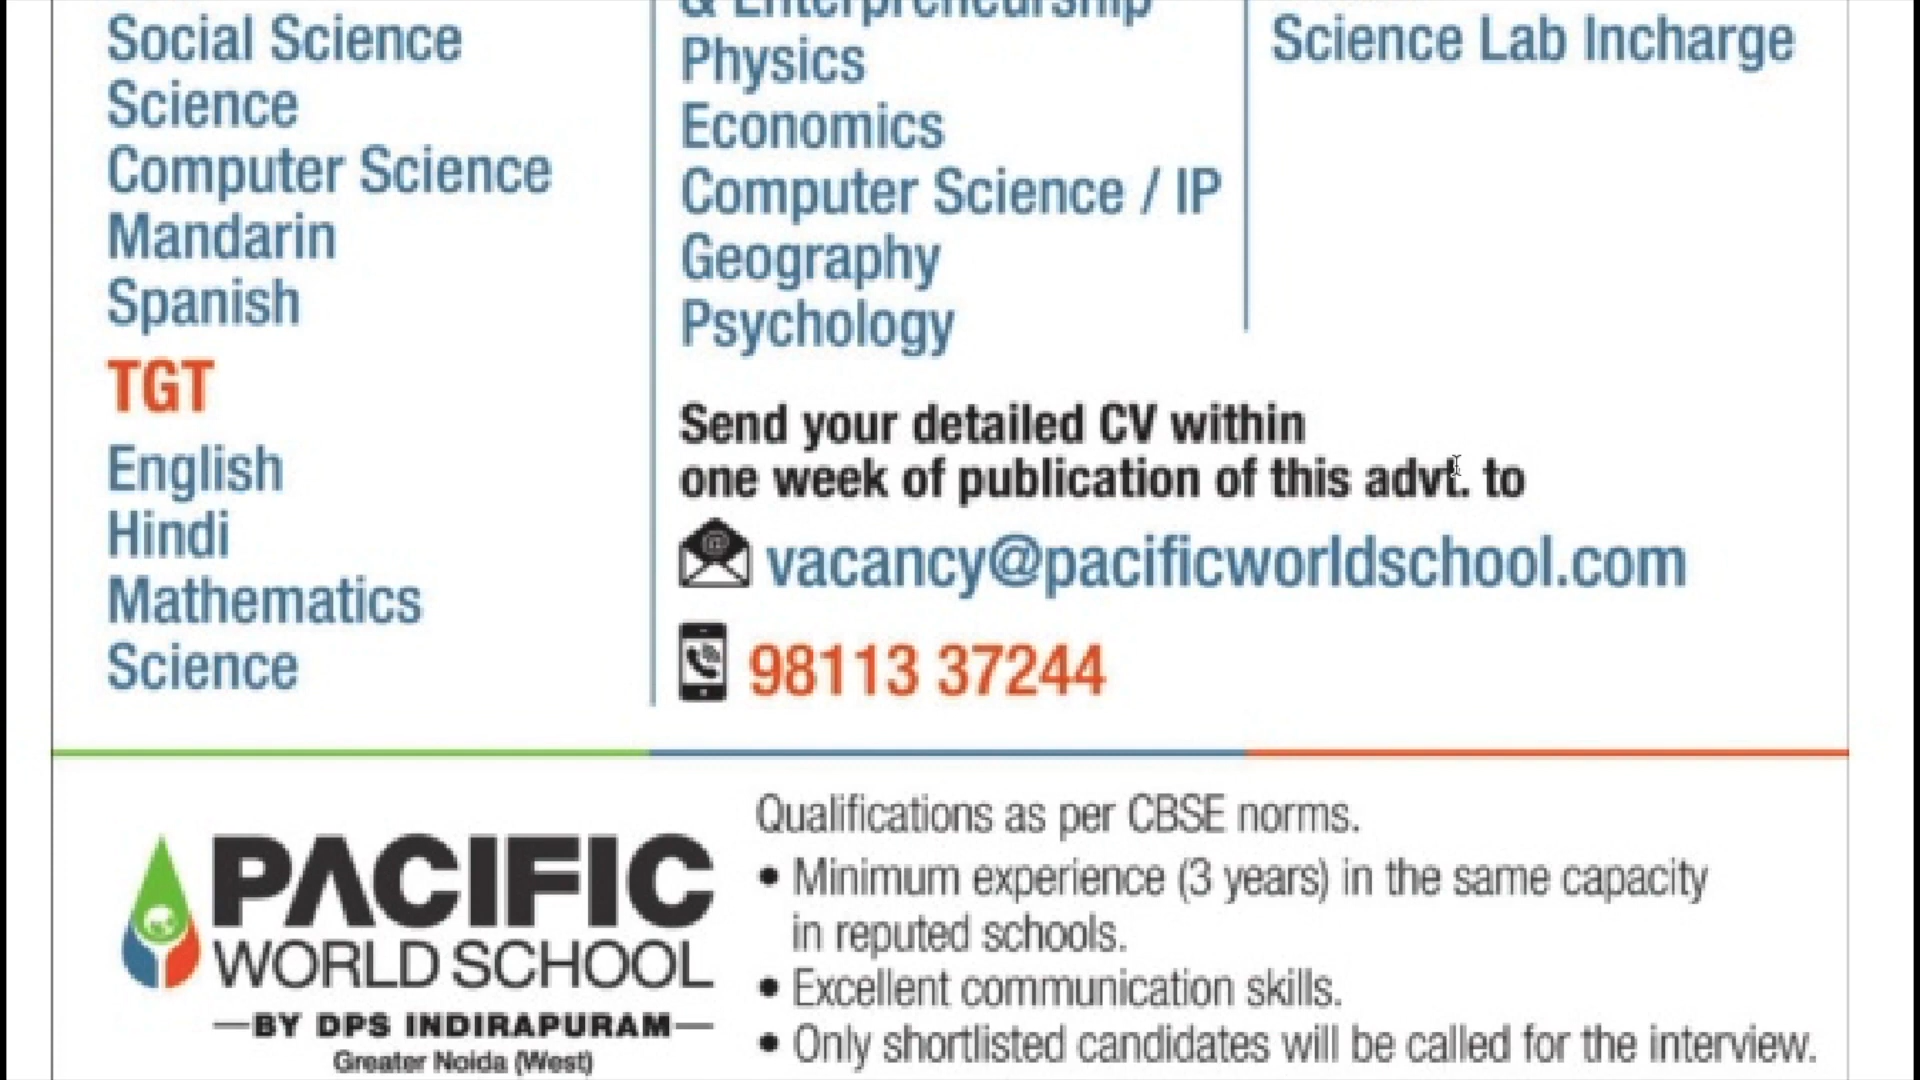 Social Science
Science
Computer Science
Mandarin
Spanish
TGT
English
Hindi
Mathematics
Science
& Enterpreneurship
Physics
Economics
Computer Science / IP
Geography
Psychology
Science Lab Incharge
Send your detailed CV within
one week of publication of this advt. to
vacancy@pacificworldschool.com
98113 37244
PACIFIC
WORLD SCHOOL
—BY DPS INDIRAPURAM—
Greater Noida (West)
Qualifications as per CBSE norms.
• Minimum experience (3 years) in the same capacity
in reputed schools.
• Excellent communication skills.
• Only shortlisted candidates will be called for the interview.